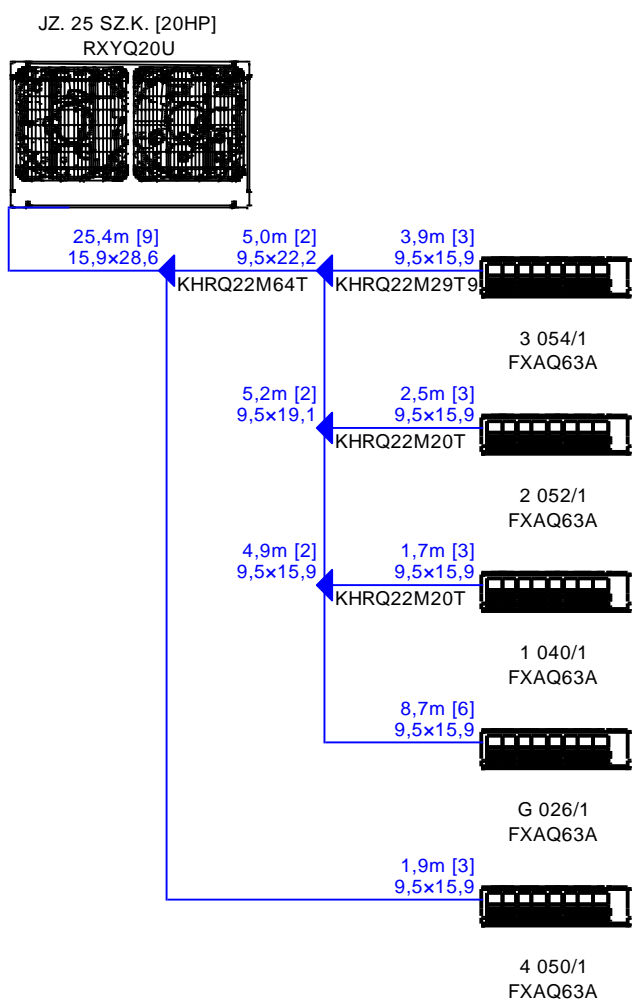 JZ. 25 SZ.K. [20HP]
RXYQ20U
25,4m [9]
15,9×28,6
KHRQ22M64T
5,0m [2]
9,5×22,2
KHRQ22M29T9
3,9m [3]
9,5×15,9
3 054/1
FXAQ63A
5,2m [2]
9,5×19,1
KHRQ22M20T
2,5m [3]
9,5×15,9
2 052/1
FXAQ63A
4,9m [2]
9,5×15,9
KHRQ22M20T
1,7m [3]
9,5×15,9
1 040/1
FXAQ63A
8,7m [6]
9,5×15,9
G 026/1
FXAQ63A
1,9m [3]
9,5×15,9
4 050/1
FXAQ63A